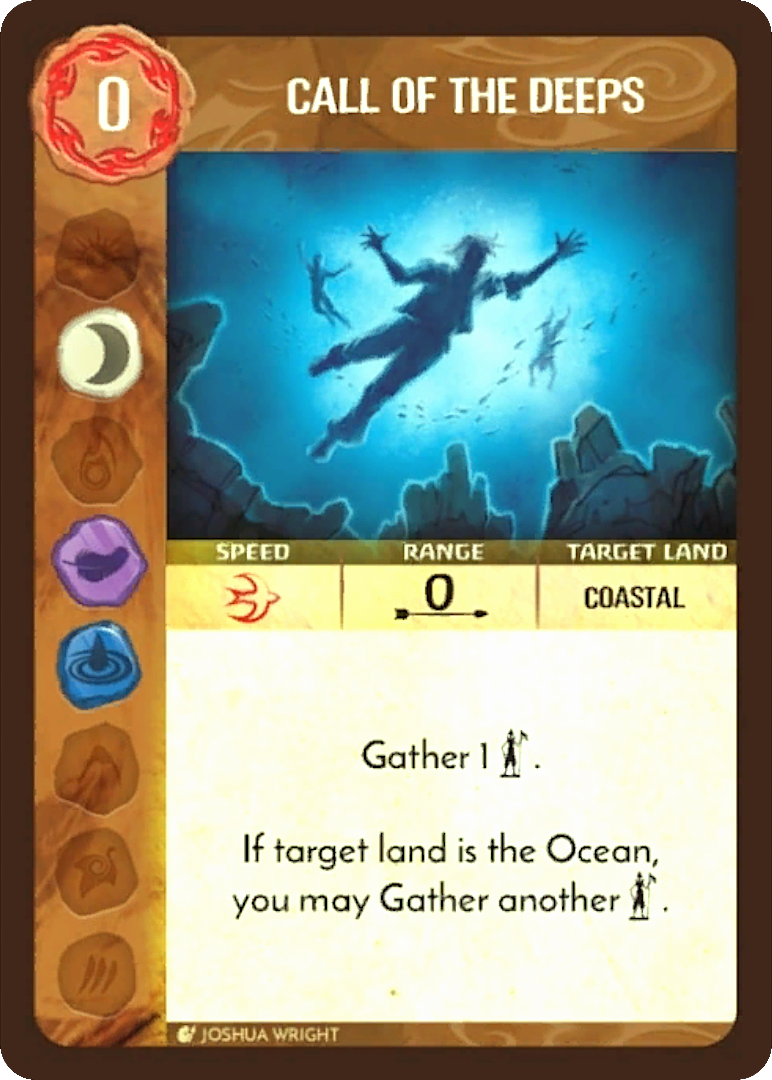 0
CALL OF THE DEEPS
SPEED RANGE TARGET LAND
0 COASTAL
Gather 1 .
If target land is the Ocean,
you may Gather another .
JOSHUA WRIGHT